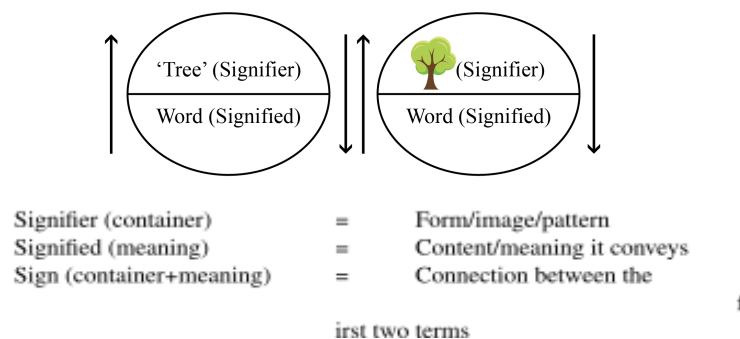 ‘Tree’ (Signifier) (Signifier)
Word (Signified) Word (Signified)
Signifier (container) = Form/image/pattern
Signified (meaning) = Content/meaning it conveys
Sign (container+meaning) = Connection between the
f
irst two terms